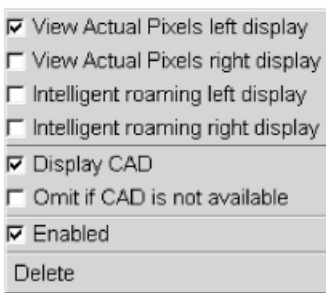 View Actual Pixels left display
View Actual Pixels right display
Intelligent roaming left display
Intelligent roaming right display
Display CAD
Omit if CAD is not available
Enabled
Delete